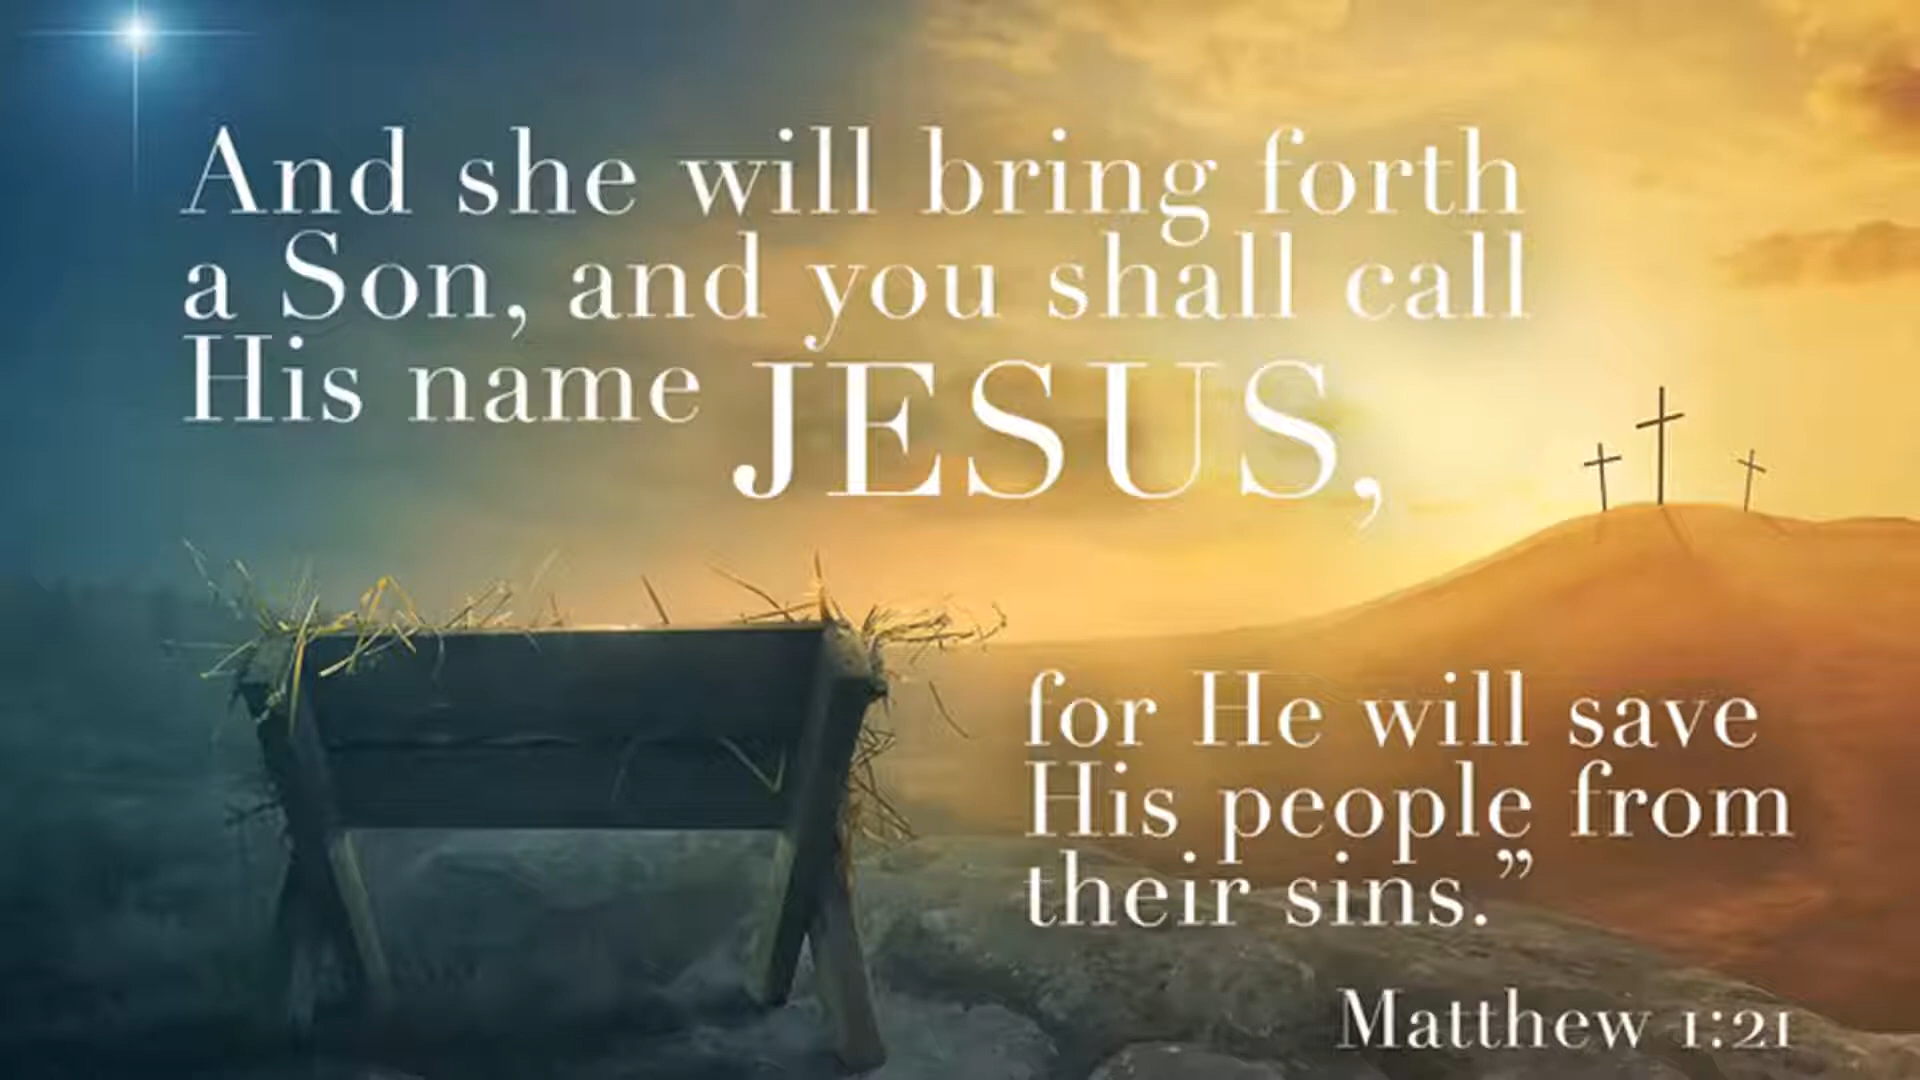 And she will bring forth
a Son, and you shall call
His name JESUS,
for He will save
His people from
their sins.”
Matthew 1:21